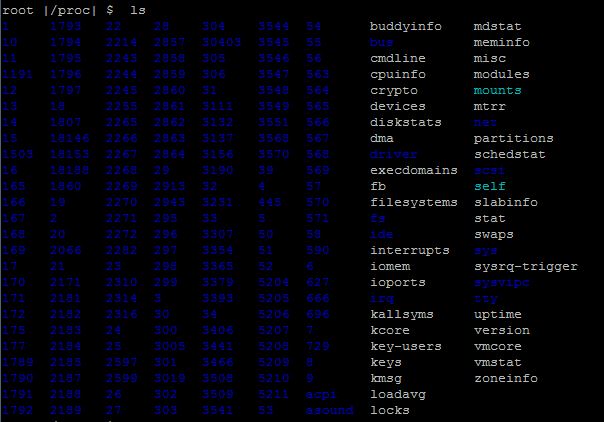 root |/proc| $  ls
1 1793 22 28 304 3544 54 buddyinfo mdstat
10 1794 2214 2857 30403 3545 55 bus meminfo
11 1795 2243 2858 305 3546 56 cmdline misc
1191 1796 2244 2859 306 3547 563 cpuinfo modules
12 1797 2245 2860 31 3548 564 crypto mounts
13 18 2255 2861 3111 3549 565 devices mtrr
14 1807 2265 2862 3132 3551 566 diskstats net
15 18146 2266 2863 3137 3565 567 dma partitions
1503 18153 2267 2864 3156 3570 568 driver schedstat
16 18188 2268 29 3190 39 569 execdomains scsi
165 1860 2269 2913 32 4 57 fb self
166 19 2270 2943 3231 445 570 filesystems slabinfo
167 2 2271 295 33 5 571 fs stat
168 20 2272 296 3307 50 58 ide swaps
169 2066 2282 297 3354 51 590 interrupts sys
17 21 23 298 3365 52 6 iomem sysrq-trigger
170 2171 2310 299 3379 5204 627 ioports sysvipc
171 2181 2314 3 3393 5205 666 irq tty
172 2182 2316 30 34 5206 696 kallsyms uptime
175 2183 24 300 3406 5207 7 kcore version
177 2184 25 3005 3441 5208 729 key-users vmcore
1789 2185 2597 301 3466 5209 8 keys vmstat
1790 2187 2599 3019 3508 5210 9 kmsg zoneinfo
1791 2188 26 302 3509 5211 acpi loadavg
1792 2189 27 303 3541 53 asound locks